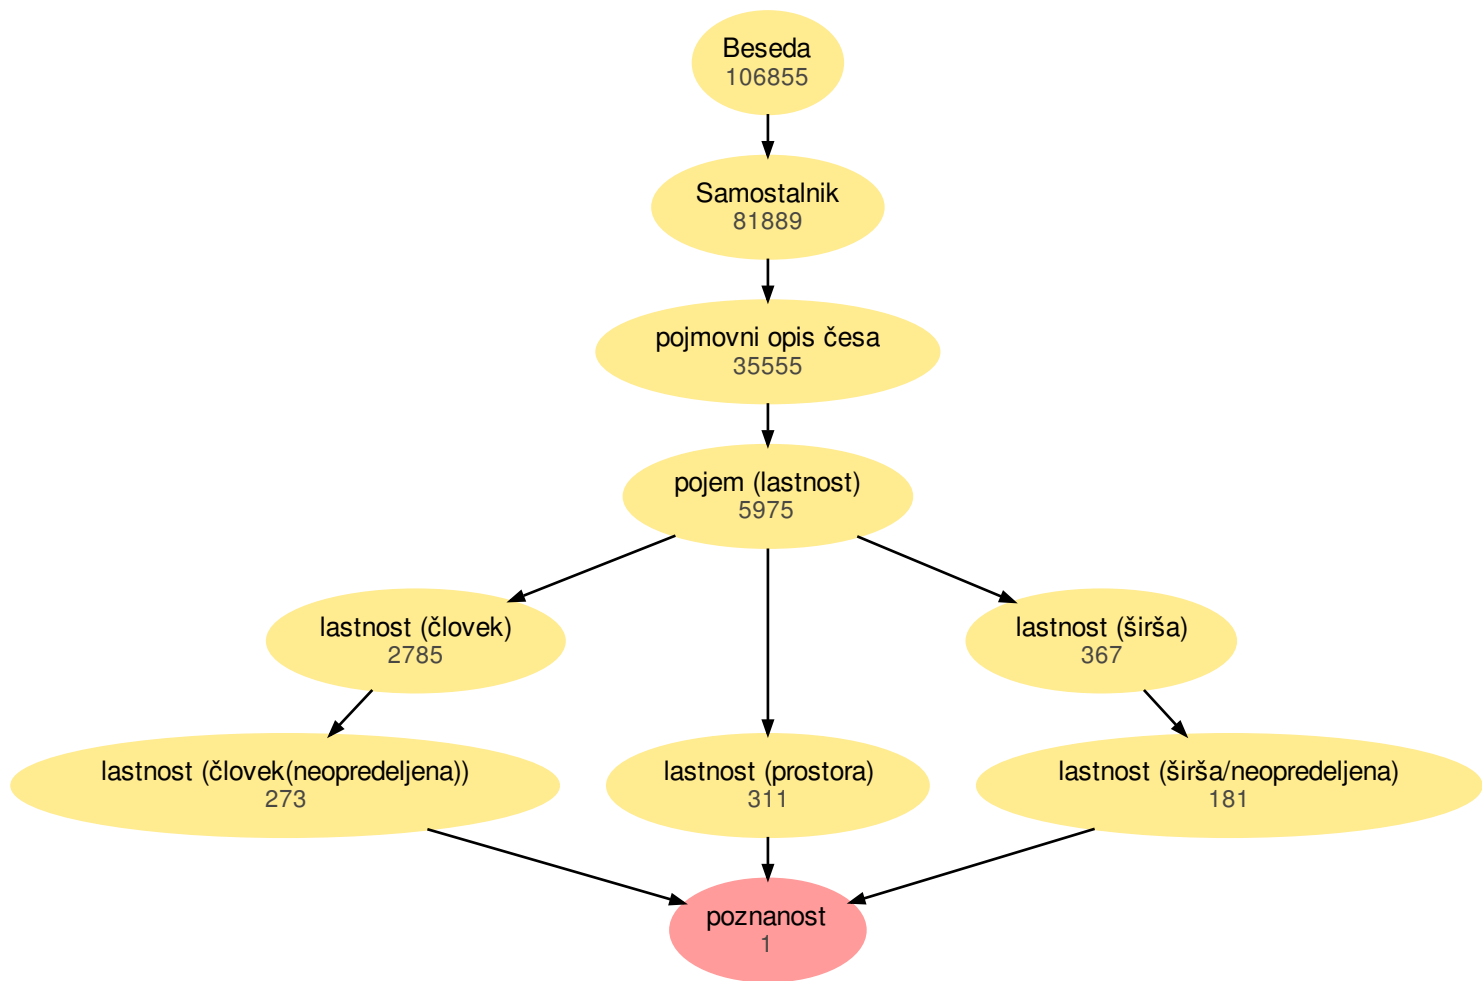 Beseda
106855
Samostalnik
81889
pojmovni opis česa
35555
pojem (lastnost)
5975
lastnost (človek)
2785
lastnost (širša)
367
lastnost (človek(neopredeljena))
273
lastnost (prostora)
311
lastnost (širša/neopredeljena)
181
poznanost
1